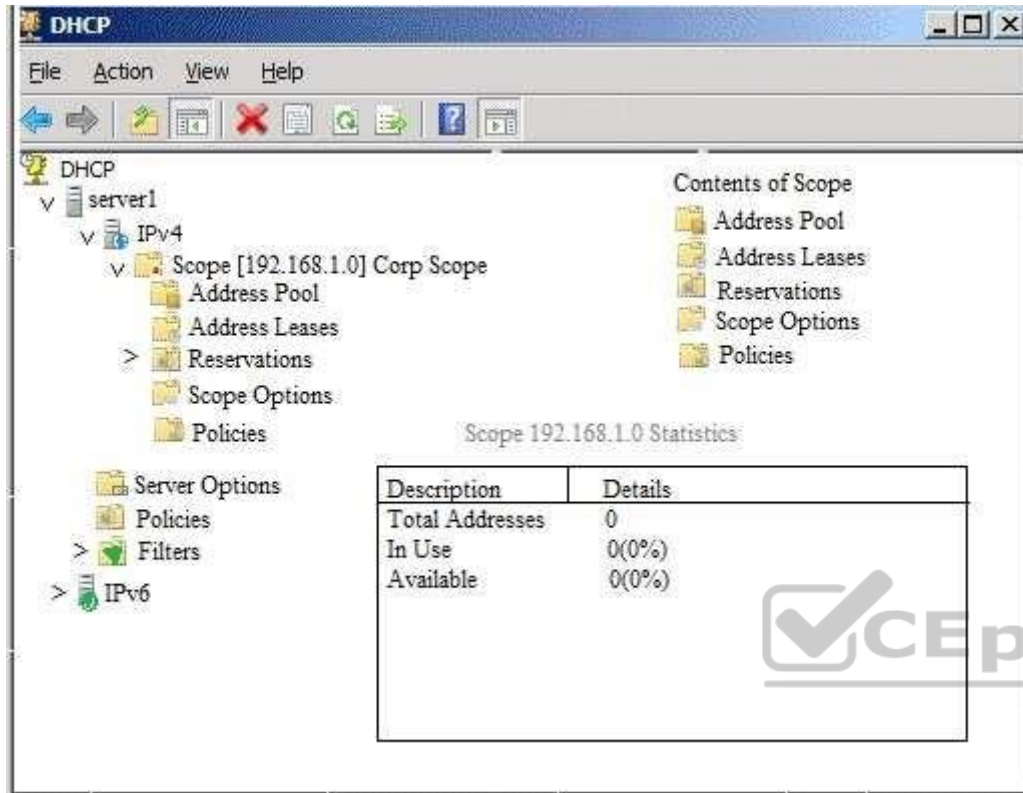 DHCP
File Action View Help
DHCP
server1
IPv4
Scope [192.168.1.0] Corp Scope
Address Pool
Address Leases
> Reservations
Scope Options
Policies
Server Options
Policies
> Filters
> IPv6
Contents of Scope
Address Pool
Address Leases
Reservations
Scope Options
Policies
Scope 192.168.1.0 Statistics
Description Details
Total Addresses 0
In Use 0(0%)
Available 0(0%)
CEp